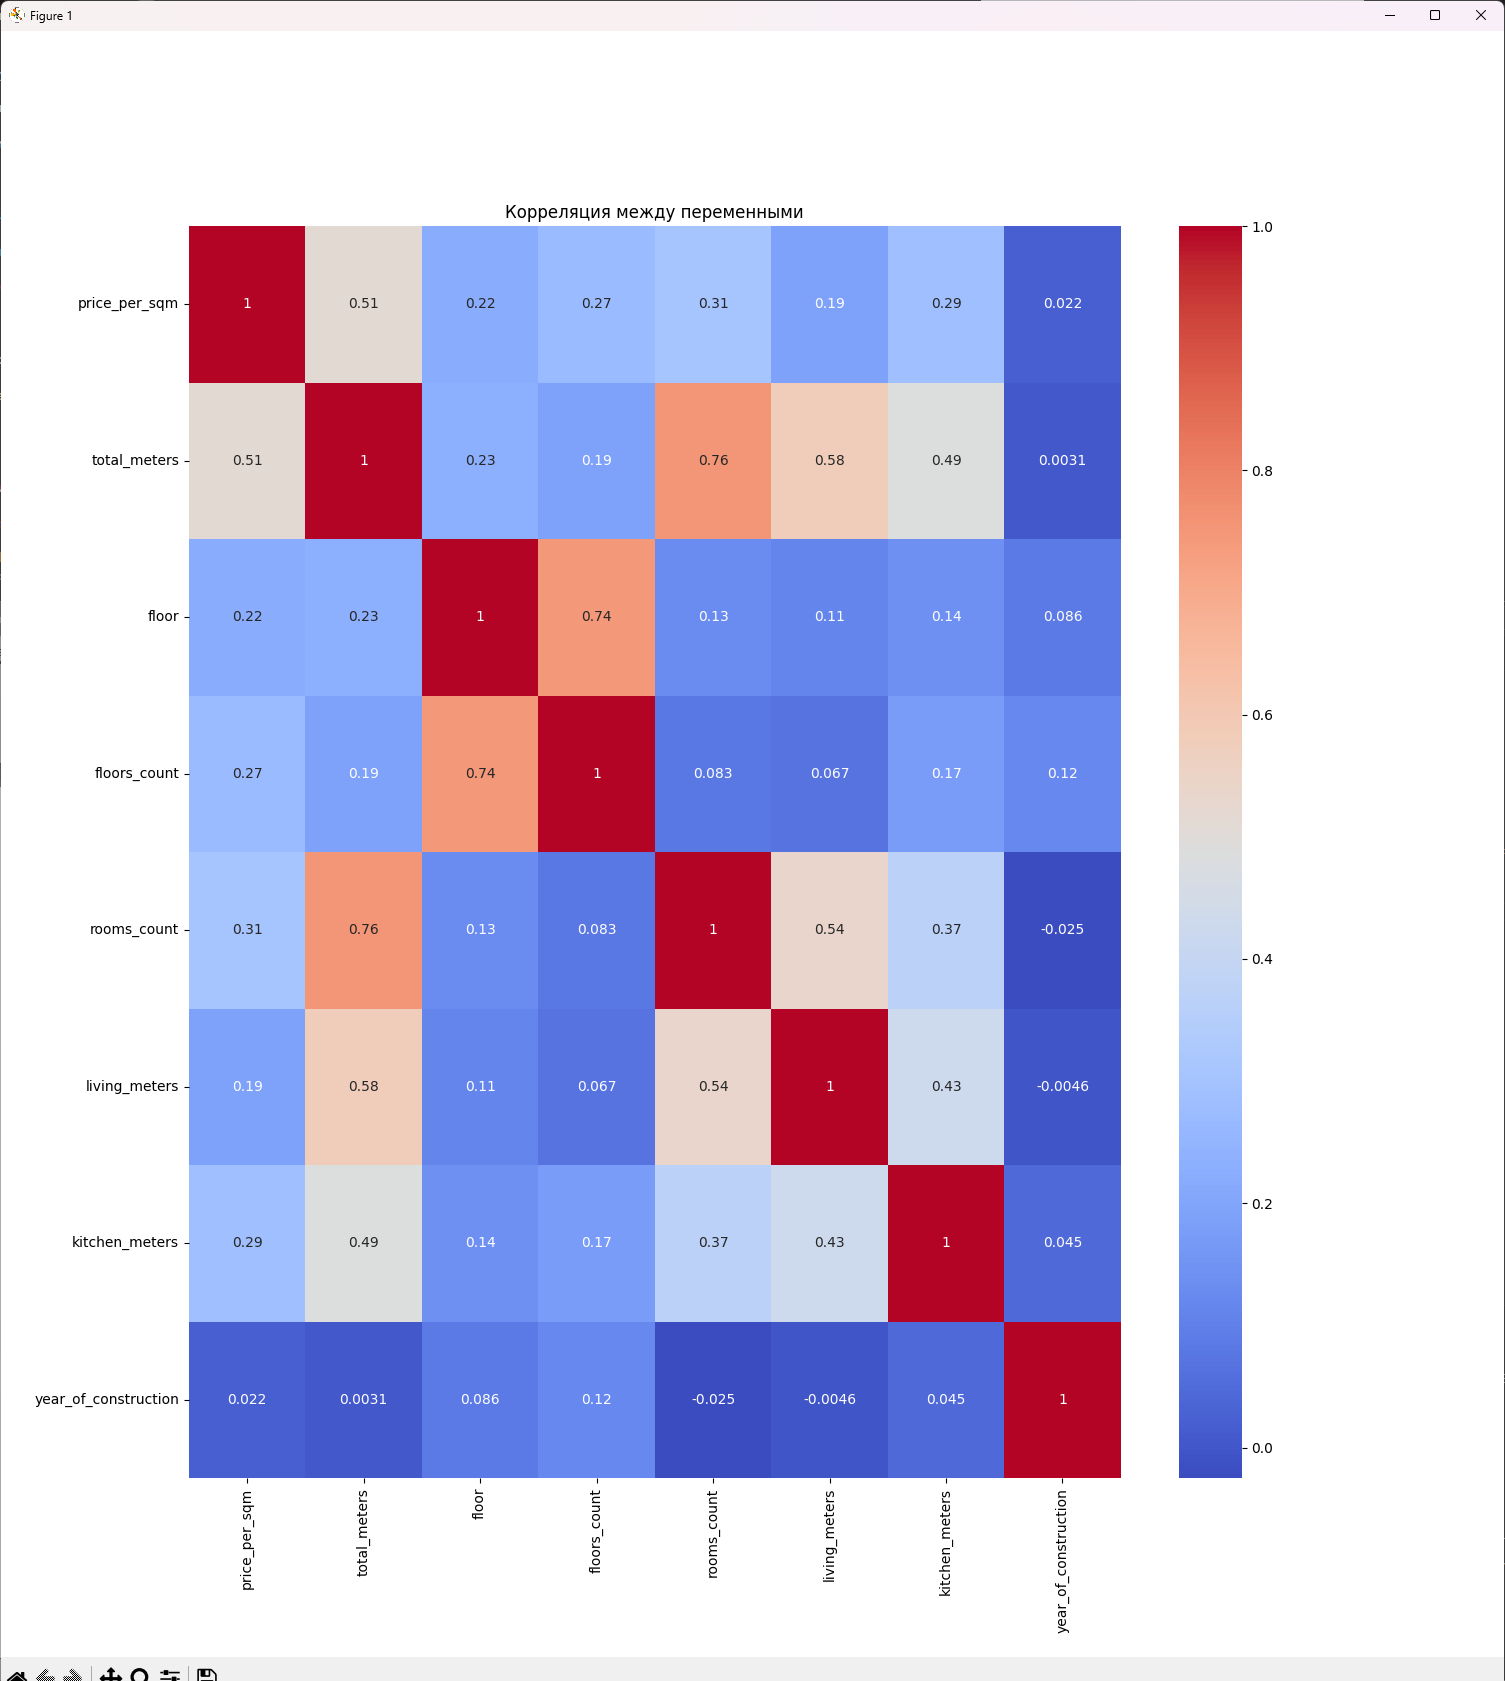 Figure 1
Корреляция между переменными
price_per_sqm 1 0.51 0.22 0.27 0.31 0.19 0.29 0.022
total_meters 0.51 1 0.23 0.19 0.76 0.58 0.49 0.0031
floor 0.22 0.23 1 0.74 0.13 0.11 0.14 0.086
floors_count 0.27 0.19 0.74 1 0.083 0.067 0.17 0.12
rooms_count 0.31 0.76 0.13 0.083 1 0.54 0.37 -0.025
living_meters 0.19 0.58 0.11 0.067 0.54 1 0.43 -0.0046
kitchen_meters 0.29 0.49 0.14 0.17 0.37 0.43 1 0.045
year_of_construction 0.022 0.0031 0.086 0.12 -0.025 -0.0046 0.045 1
price_per_sqm
total_meters
floor
floors_count
rooms_count
living_meters
kitchen_meters
year_of_construction
1.0
0.8
0.6
0.4
0.2
0.0